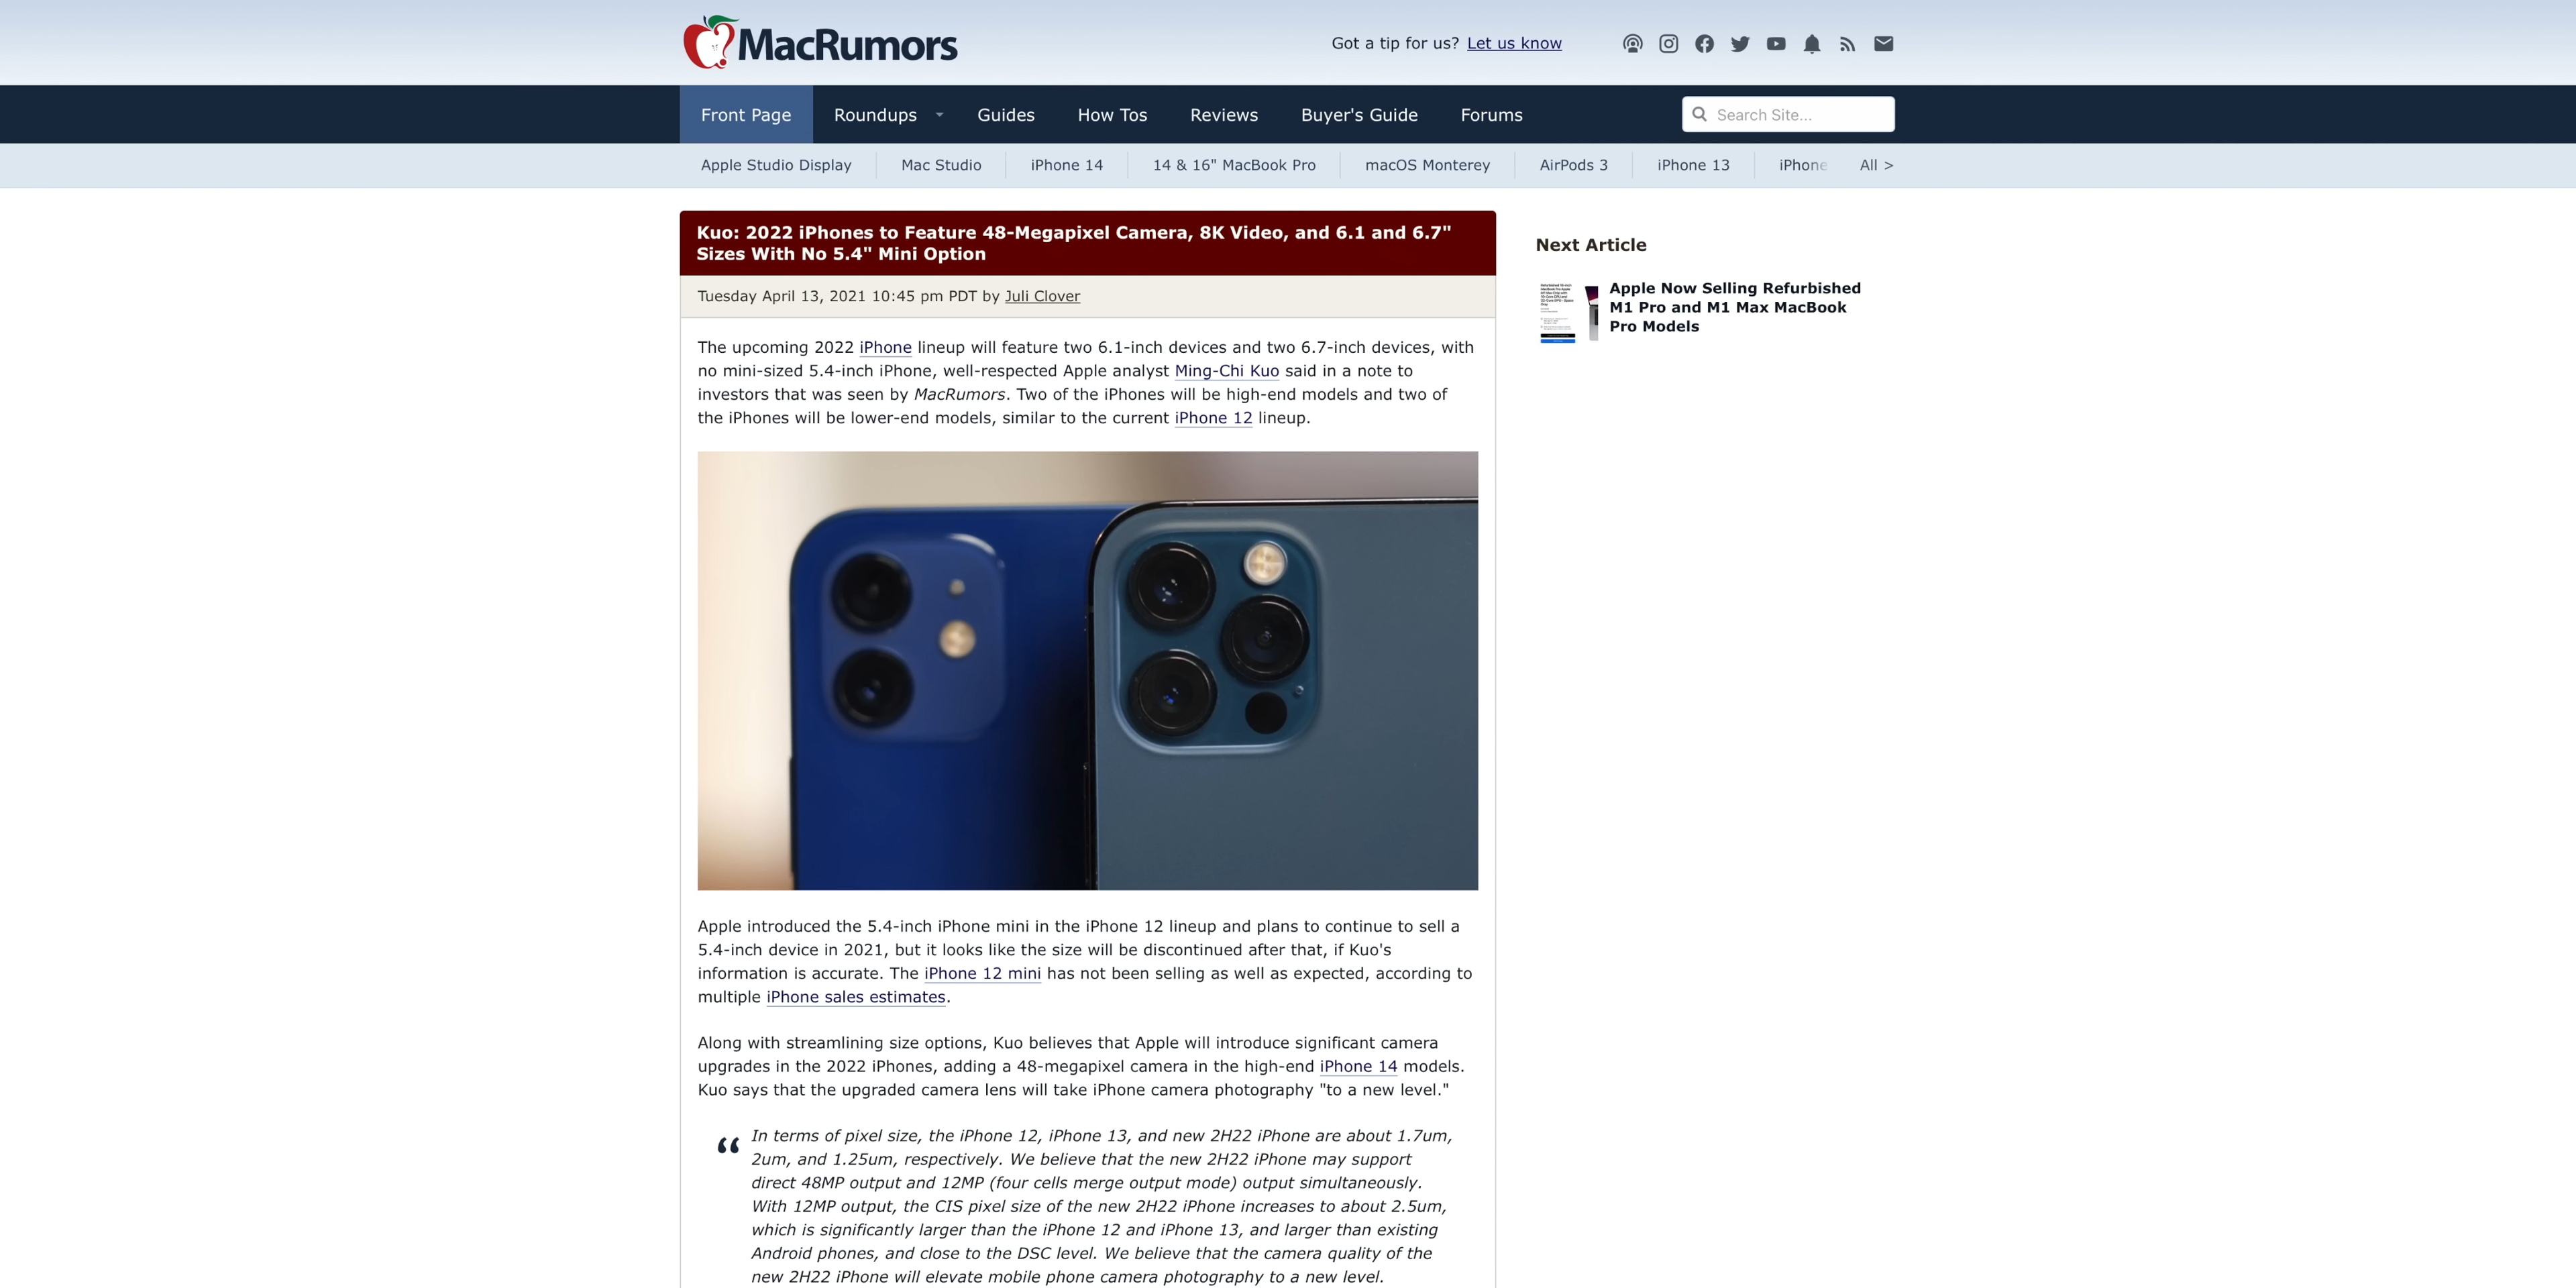 MacRumors
Got a tip for us? Let us know
Front Page
Roundups
Guides
How Tos
Reviews
Buyer's Guide
Forums
Search Site...
Apple Studio Display
Mac Studio
iPhone 14
14 & 16" MacBook Pro
macOS Monterey
AirPods 3
iPhone 13
iPhone
All >
Kuo: 2022 iPhones to Feature 48-Megapixel Camera, 8K Video, and 6.1 and 6.7"
Sizes With No 5.4" Mini Option
Tuesday April 13, 2021 10:45 pm PDT by Juli Clover
The upcoming 2022 iPhone lineup will feature two 6.1-inch devices and two 6.7-inch devices, with
no mini-sized 5.4-inch iPhone, well-respected Apple analyst Ming-Chi Kuo said in a note to
investors that was seen by MacRumors. Two of the iPhones will be high-end models and two of
the iPhones will be lower-end models, similar to the current iPhone 12 lineup.
Apple introduced the 5.4-inch iPhone mini in the iPhone 12 lineup and plans to continue to sell a
5.4-inch device in 2021, but it looks like the size will be discontinued after that, if Kuo's
information is accurate. The iPhone 12 mini has not been selling as well as expected, according to
multiple iPhone sales estimates.
Along with streamlining size options, Kuo believes that Apple will introduce significant camera
upgrades in the 2022 iPhones, adding a 48-megapixel camera in the high-end iPhone 14 models.
Kuo says that the upgraded camera lens will take iPhone camera photography "to a new level."
“ In terms of pixel size, the iPhone 12, iPhone 13, and new 2H22 iPhone are about 1.7um,
2um, and 1.25um, respectively. We believe that the new 2H22 iPhone may support
direct 48MP output and 12MP (four cells merge output mode) output simultaneously.
With 12MP output, the CIS pixel size of the new 2H22 iPhone increases to about 2.5um,
which is significantly larger than the iPhone 12 and iPhone 13, and larger than existing
Android phones, and close to the DSC level. We believe that the camera quality of the
new 2H22 iPhone will elevate mobile phone camera photography to a new level.
Next Article
Apple Now Selling Refurbished
M1 Pro and M1 Max MacBook
Pro Models